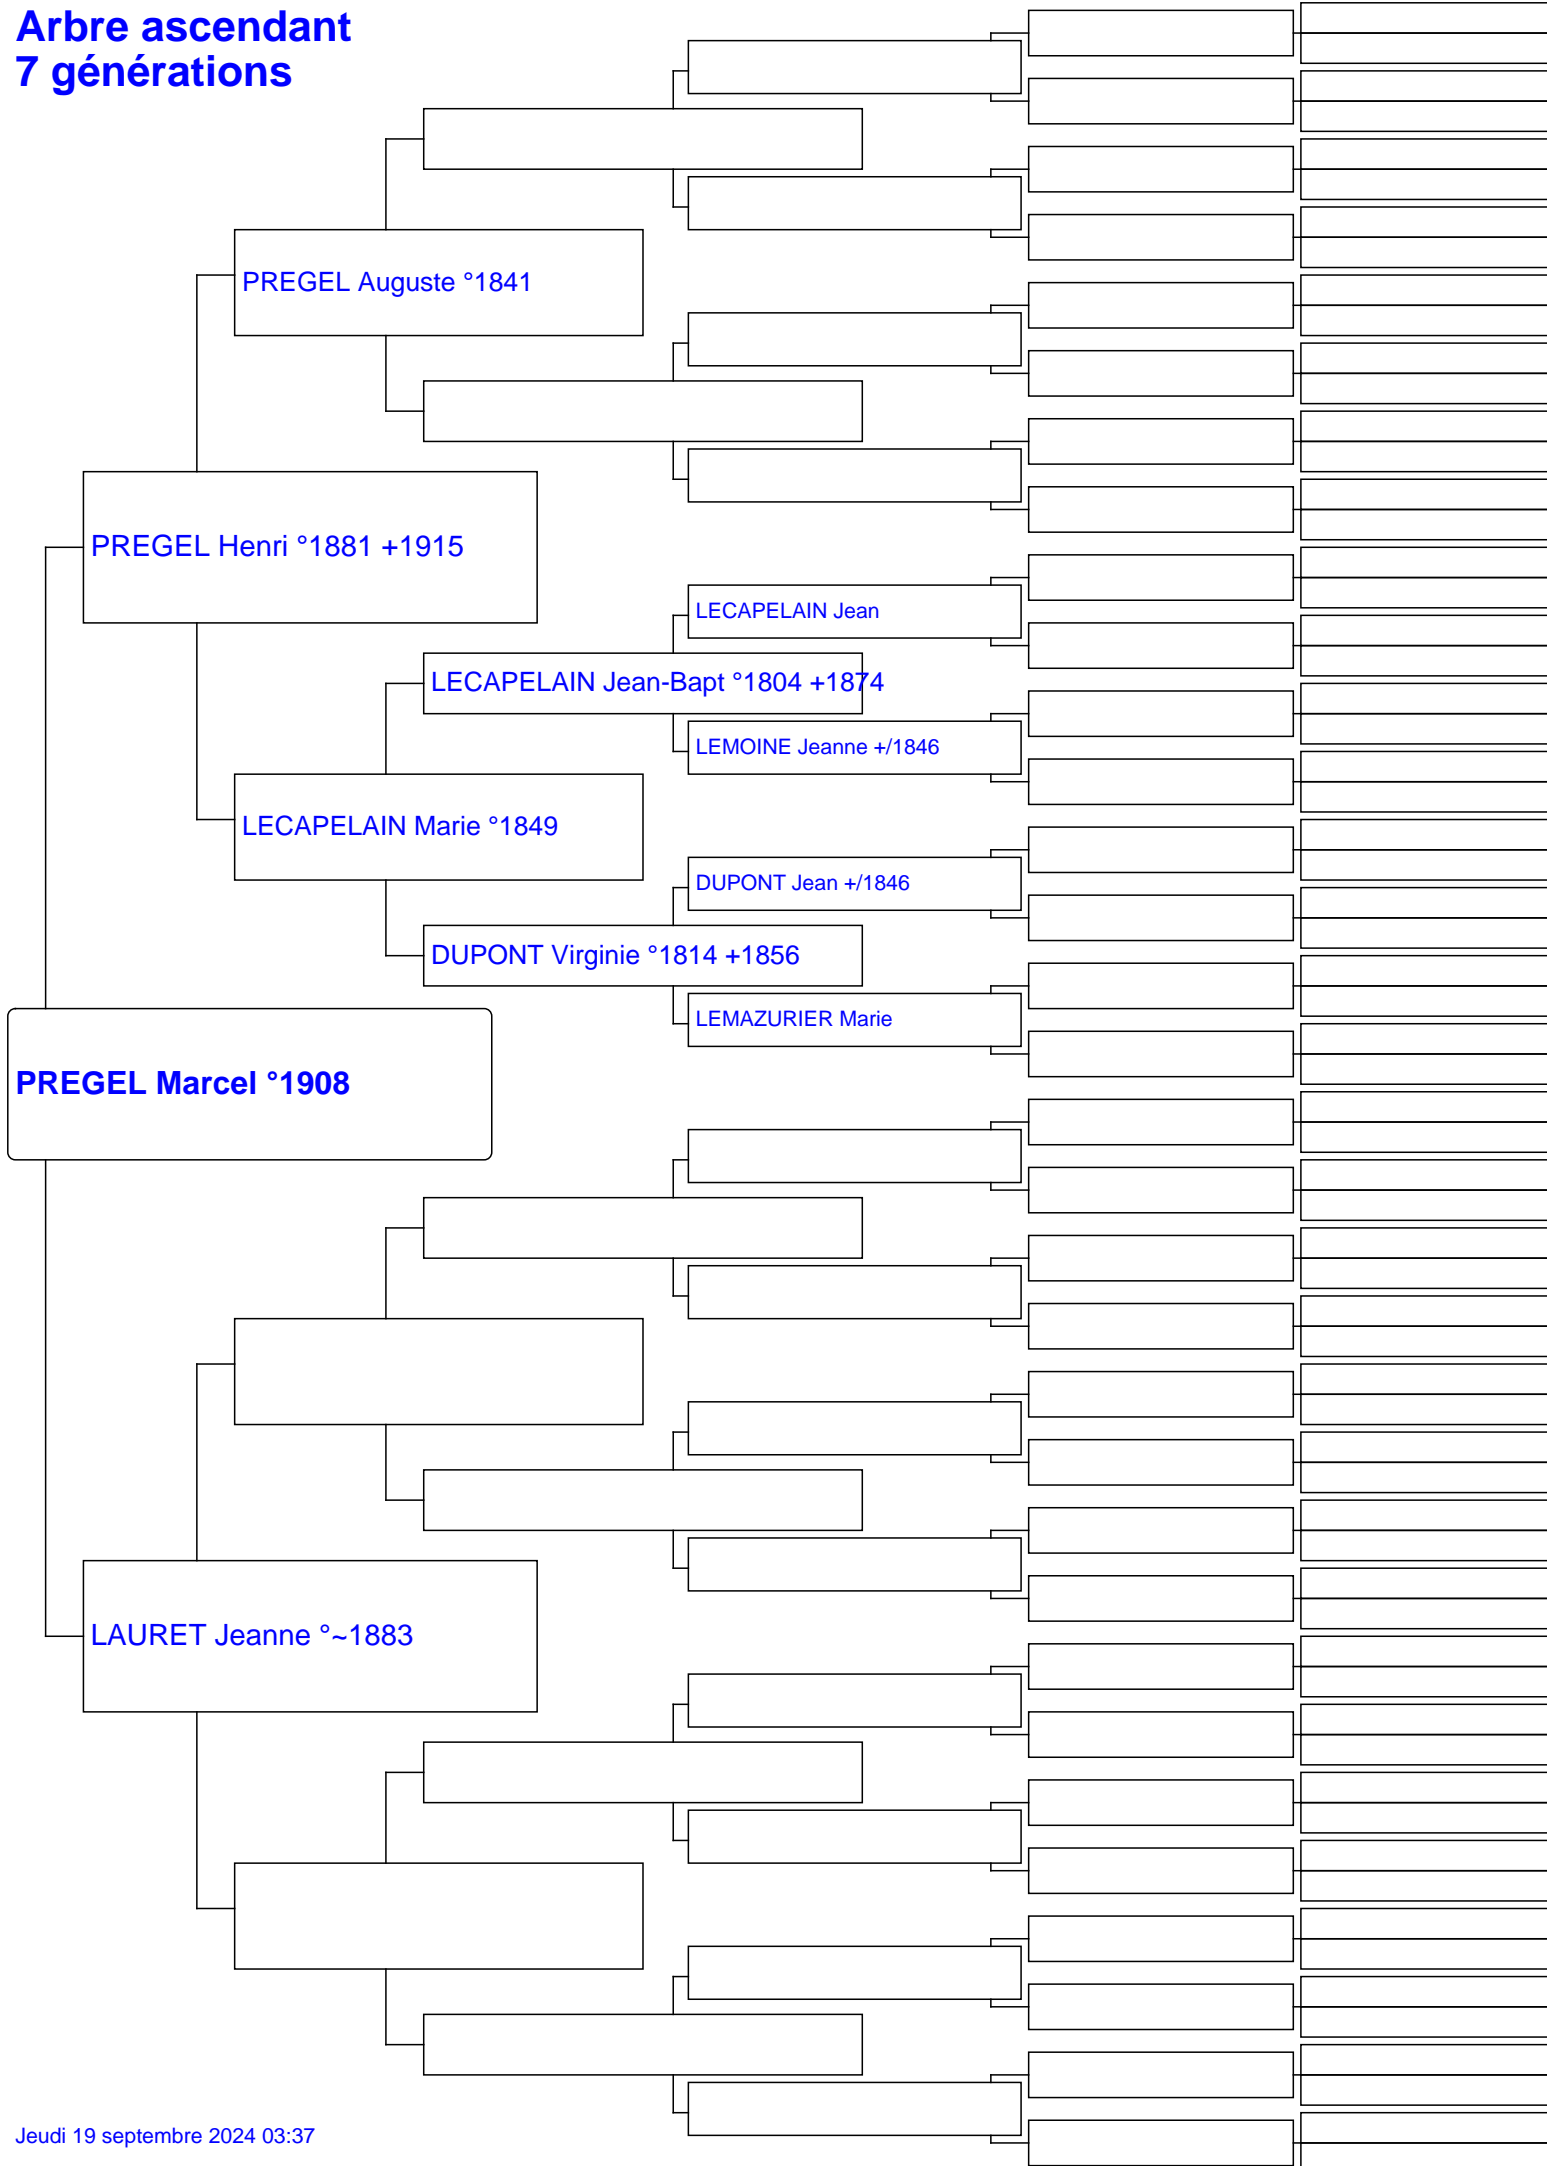 Arbre ascendant
7 générations
PREGEL Auguste °1841
PREGEL Henri °1881 +1915
LECAPELAIN Jean
LECAPELAIN Jean-Bapt °1804 +1874
LEMOINE Jeanne +/1846
LECAPELAIN Marie °1849
DUPONT Jean +/1846
DUPONT Virginie °1814 +1856
LEMAZURIER Marie
PREGEL Marcel °1908
LAURET Jeanne °~1883
Jeudi 19 septembre 2024 03:37